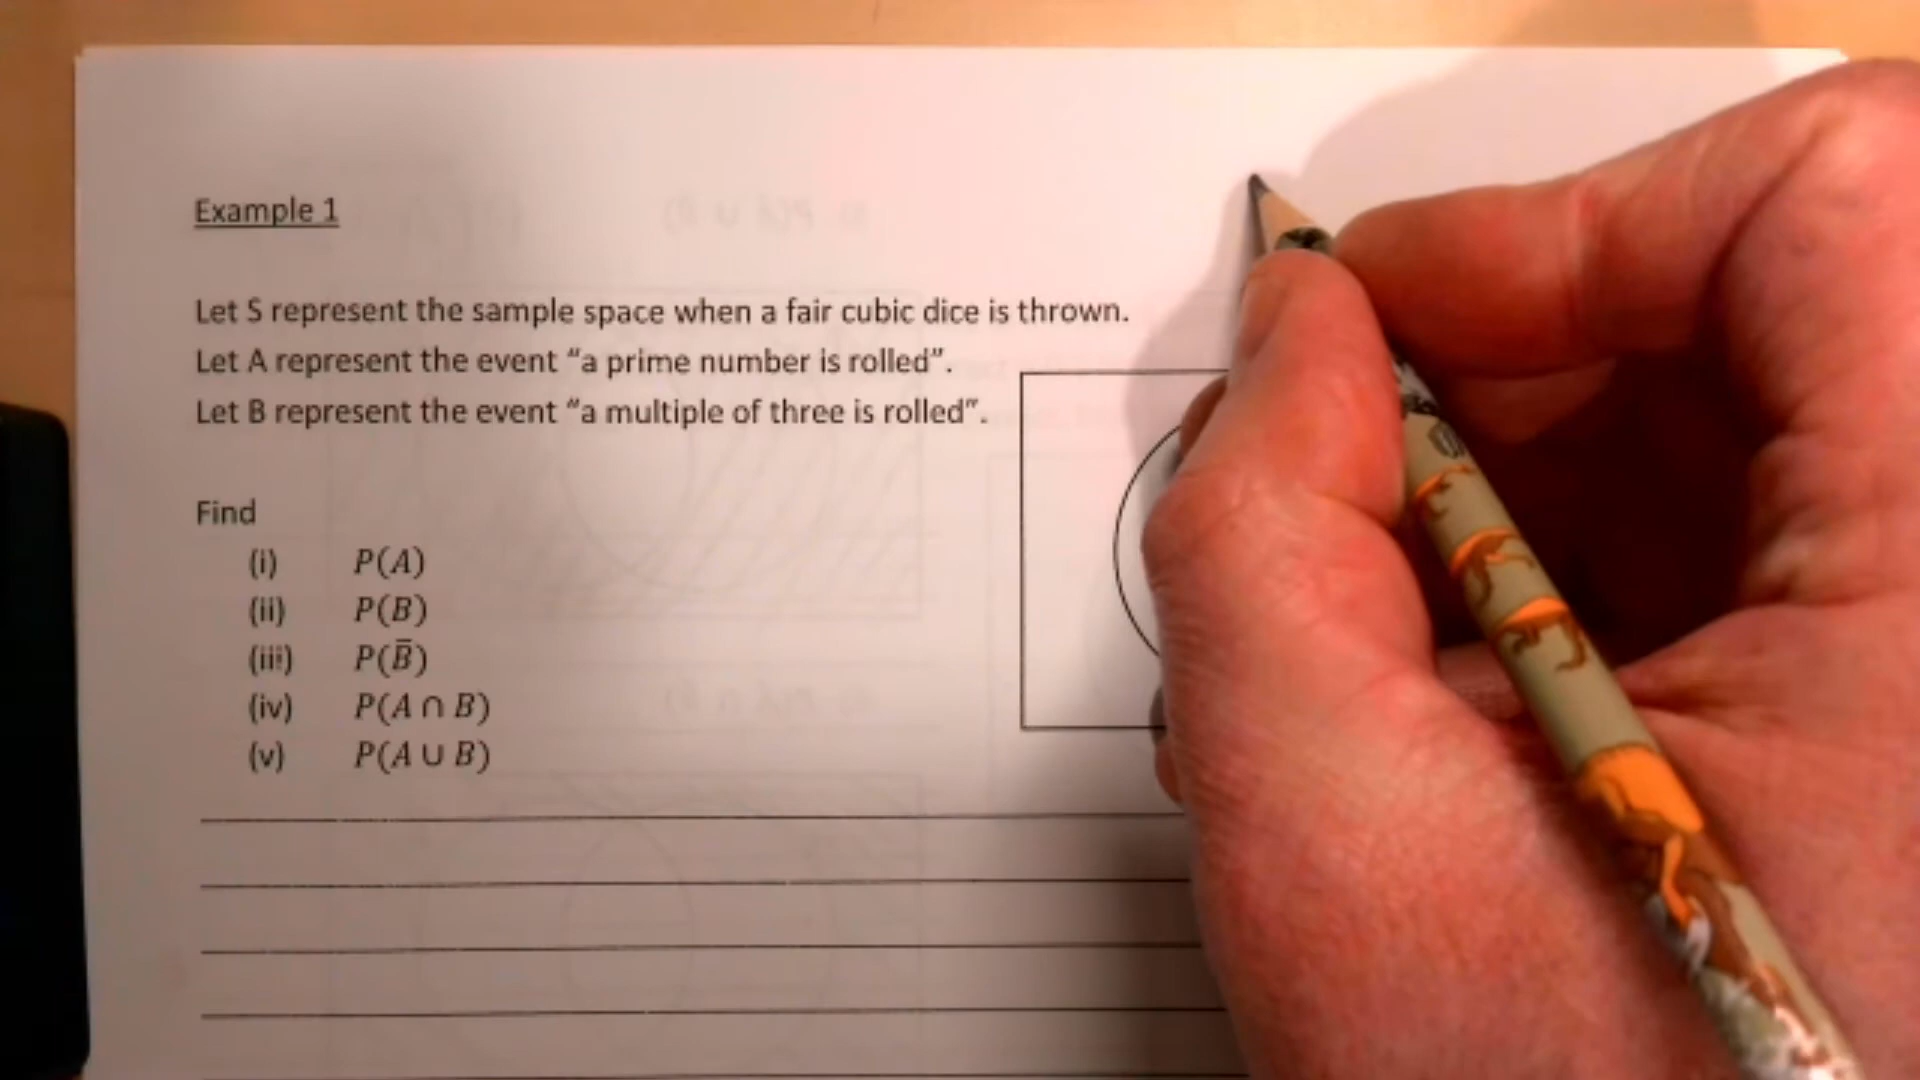 Example 1
Let S represent the sample space when a fair cubic dice is thrown.
Let A represent the event “a prime number is rolled”.
Let B represent the event “a multiple of three is rolled”.
Find
(i) P(A)
(ii) P(B)
(iii) P(B̅)
(iv) P(A ∩ B)
(v) P(A ∪ B)